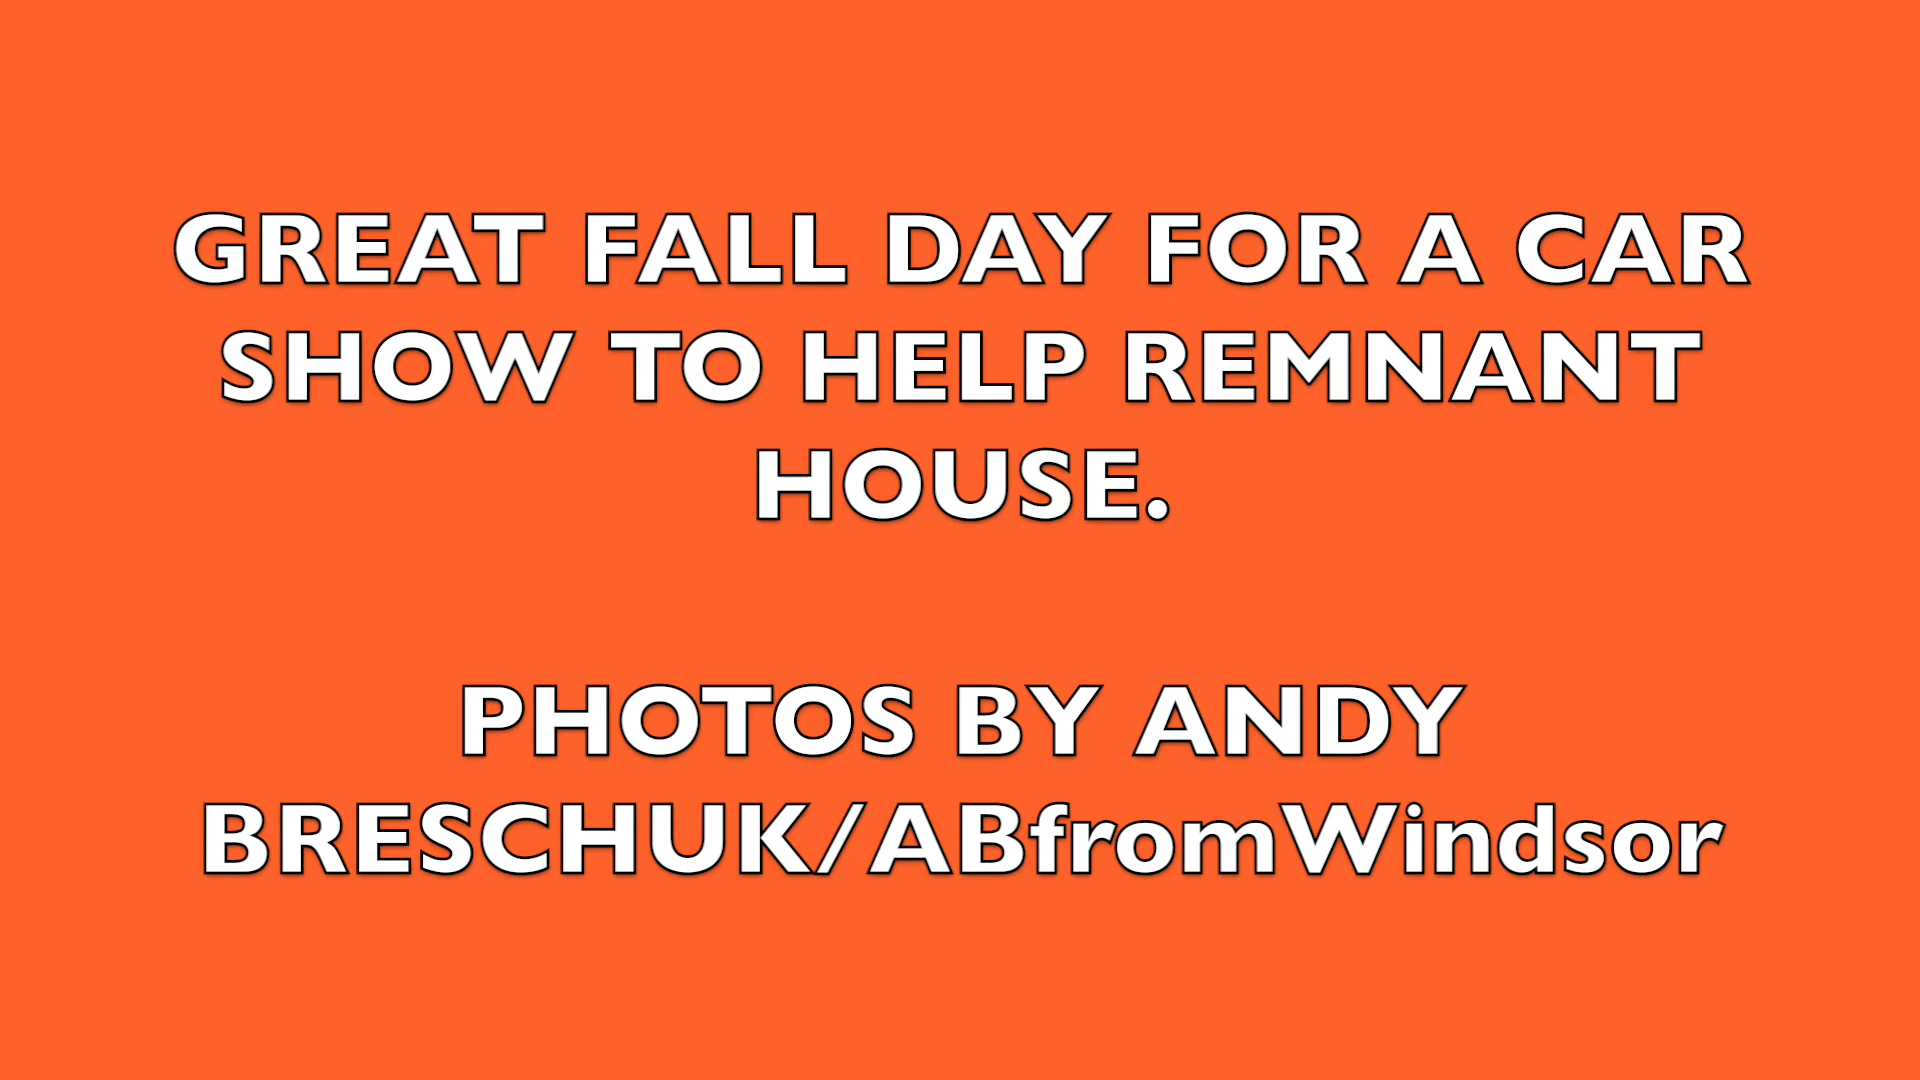 GREAT FALL DAY FOR A CAR
SHOW TO HELP REMNANT
HOUSE.
PHOTOS BY ANDY
BRESCHUK/ABfromWindsor